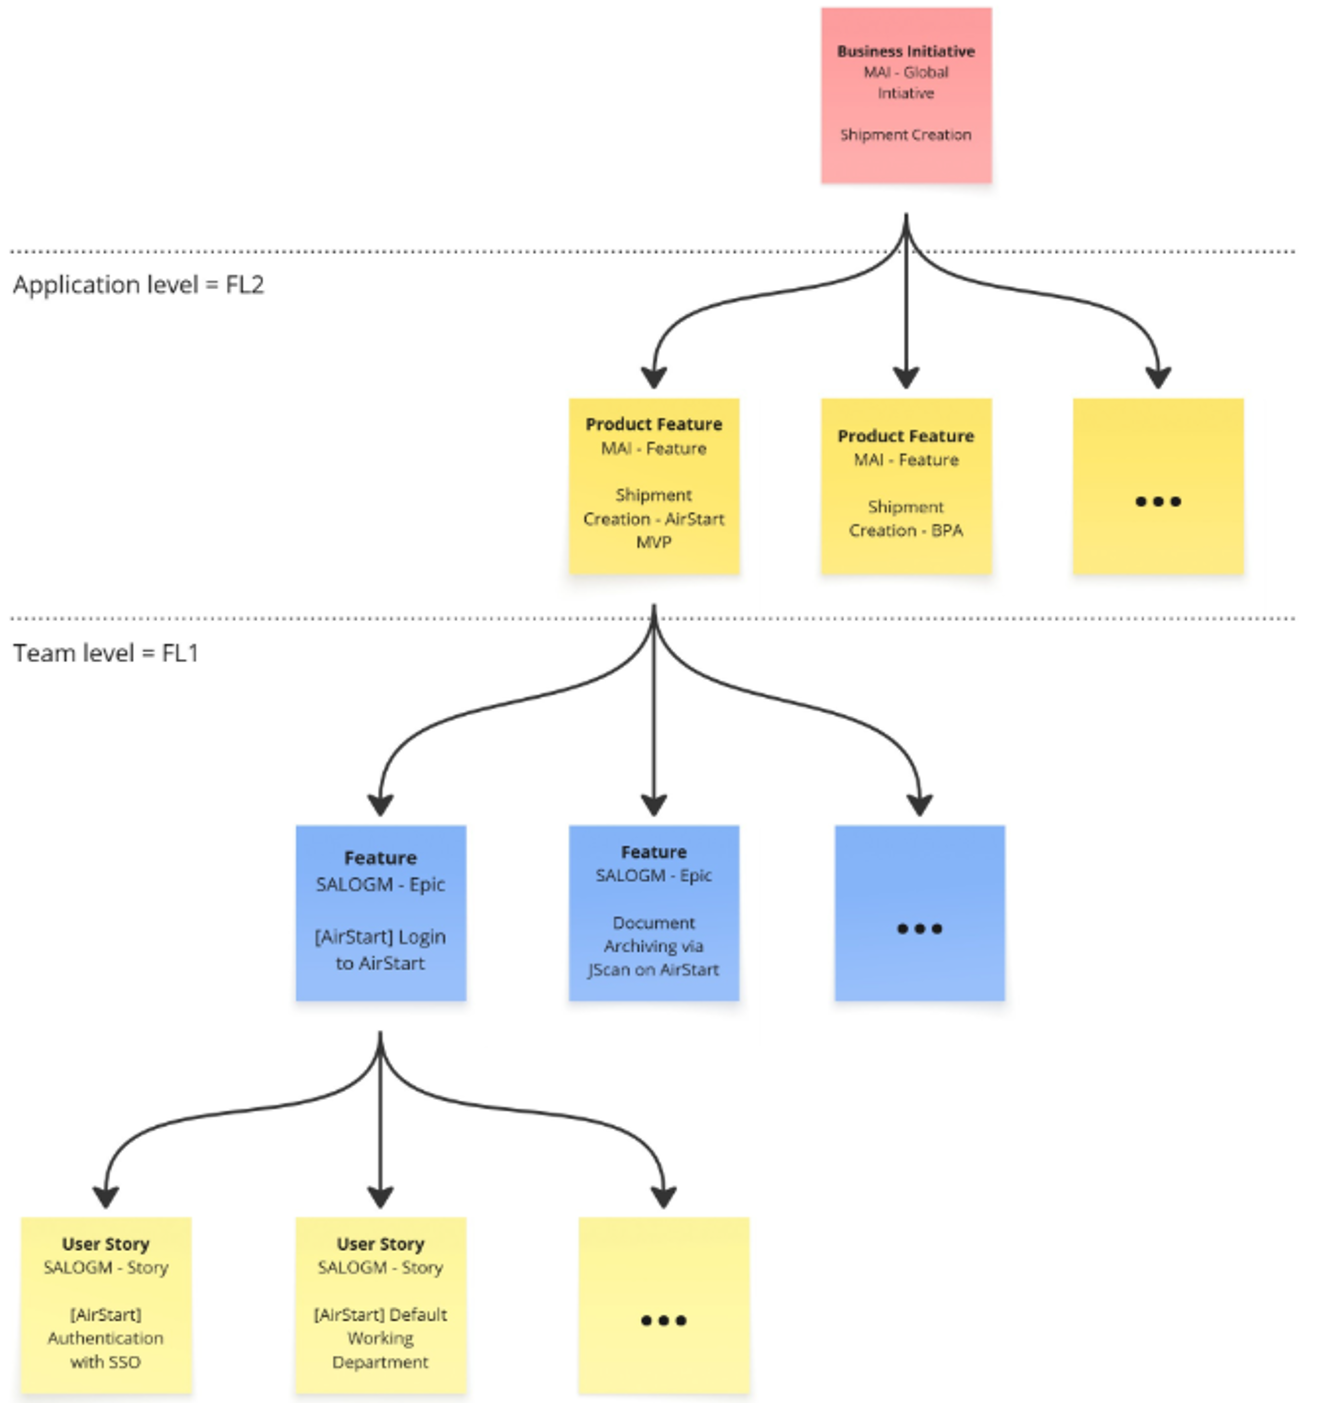 Business Initiative
MAI - Global
Intiative
Shipment Creation
Application level = FL2
Product Feature
MAI - Feature
Shipment
Creation - AirStart
MVP
Product Feature
MAI - Feature
Shipment
Creation - BPA
...
Team level = FL1
Feature
SALOGM - Epic
[AirStart] Login
to AirStart
Feature
SALOGM - Epic
Document
Archiving via
JScan on AirStart
...
User Story
SALOGM - Story
[AirStart]
Authentication
with SSO
User Story
SALOGM - Story
[AirStart] Default
Working
Department
...